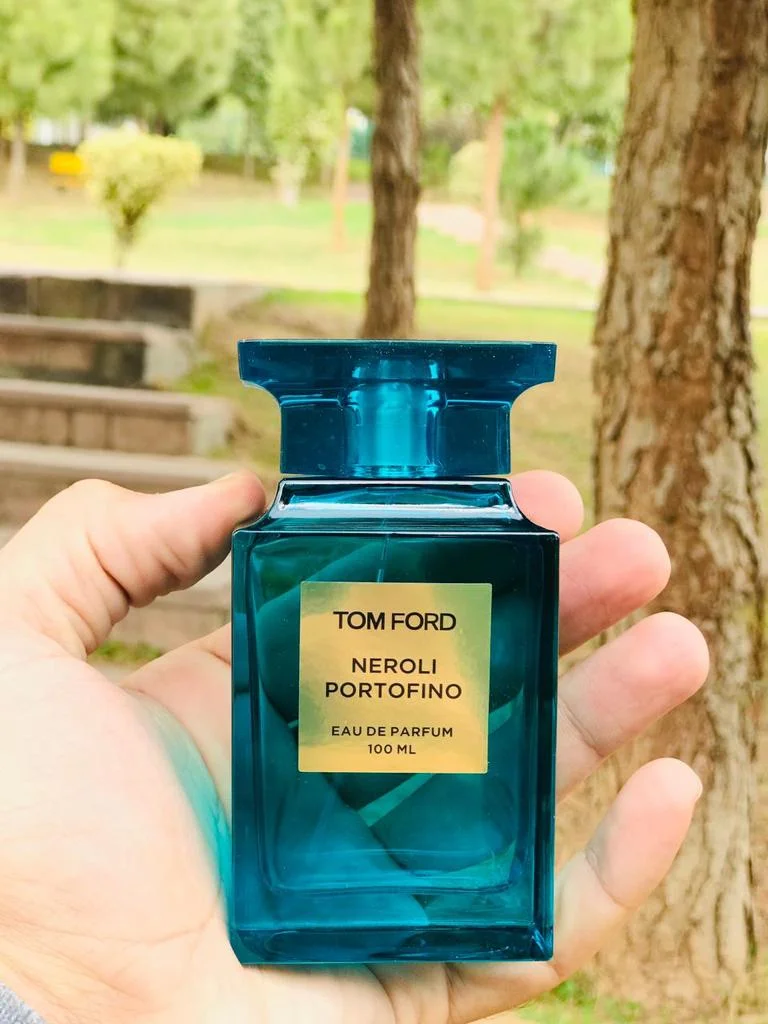 TOM FORD
NEROLI
PORTOFINO
EAU DE PARFUM
100 ML